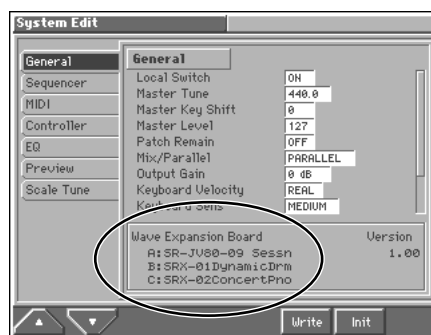 System Edit
General
Sequencer
MIDI
Controller
EQ
Preview
Scale Tune
General
Local Switch ON
Master Tune 440.0
Master Key Shift 0
Master Level 127
Patch Remain OFF
Mix/Parallel PARALLEL
Output Gain 0 dB
Keyboard Velocity REAL
Keyboard Sens MEDIUM
Wave Expansion Board Version
A:SR-JV80-09 Sessn 1.00
B:SRX-01DynamicDrm
C:SRX-02ConcertPno
Write Init